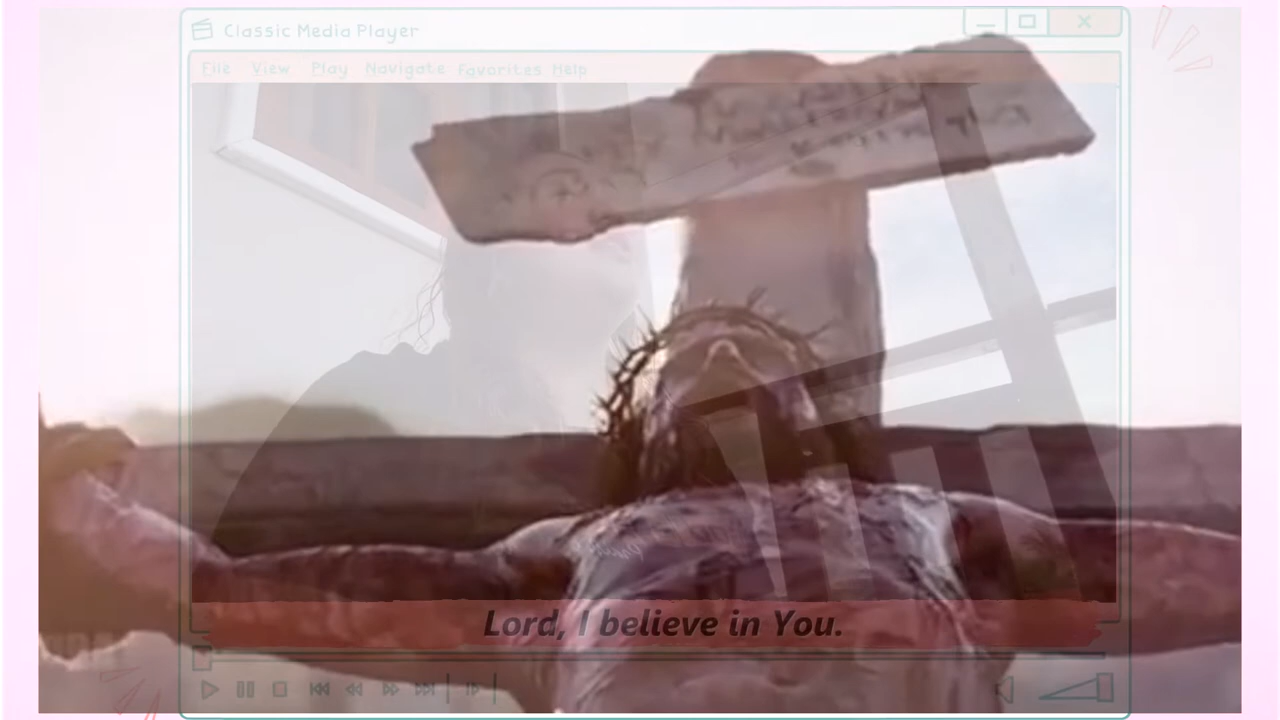 Classic Media Player
File View Play Navigate Favorites Help
Lord, I believe in You.